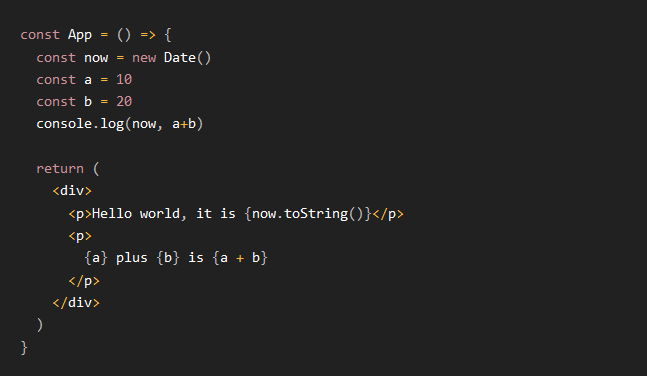 const App = () => {
  const now = new Date()
  const a = 10
  const b = 20
  console.log(now, a+b)

  return (
    <div>
      <p>Hello world, it is {now.toString()}</p>
      <p>
        {a} plus {b} is {a + b}
      </p>
    </div>
  )
}